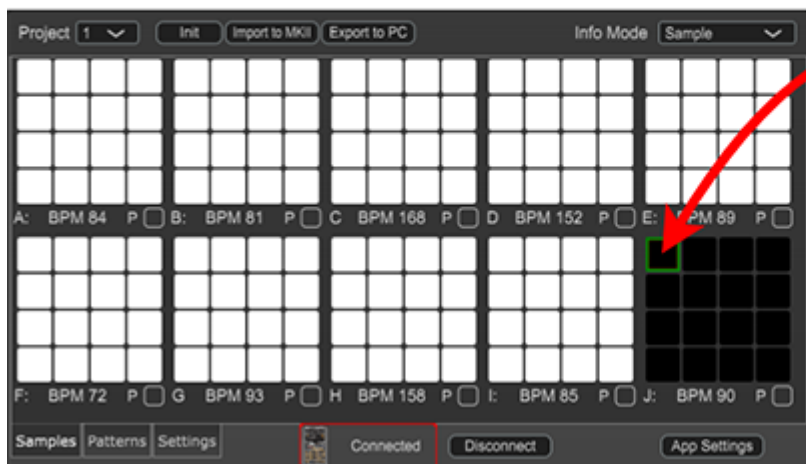 Project 1 Init Import to MKII Export to PC Info Mode Sample
A: BPM 84 P B: BPM 81 P C BPM 168 P D BPM 152 P E: BPM 89 P
F: BPM 72 P G BPM 93 P H BPM 158 P I: BPM 85 P J: BPM 90 P
Samples Patterns Settings Connected Disconnect App Settings